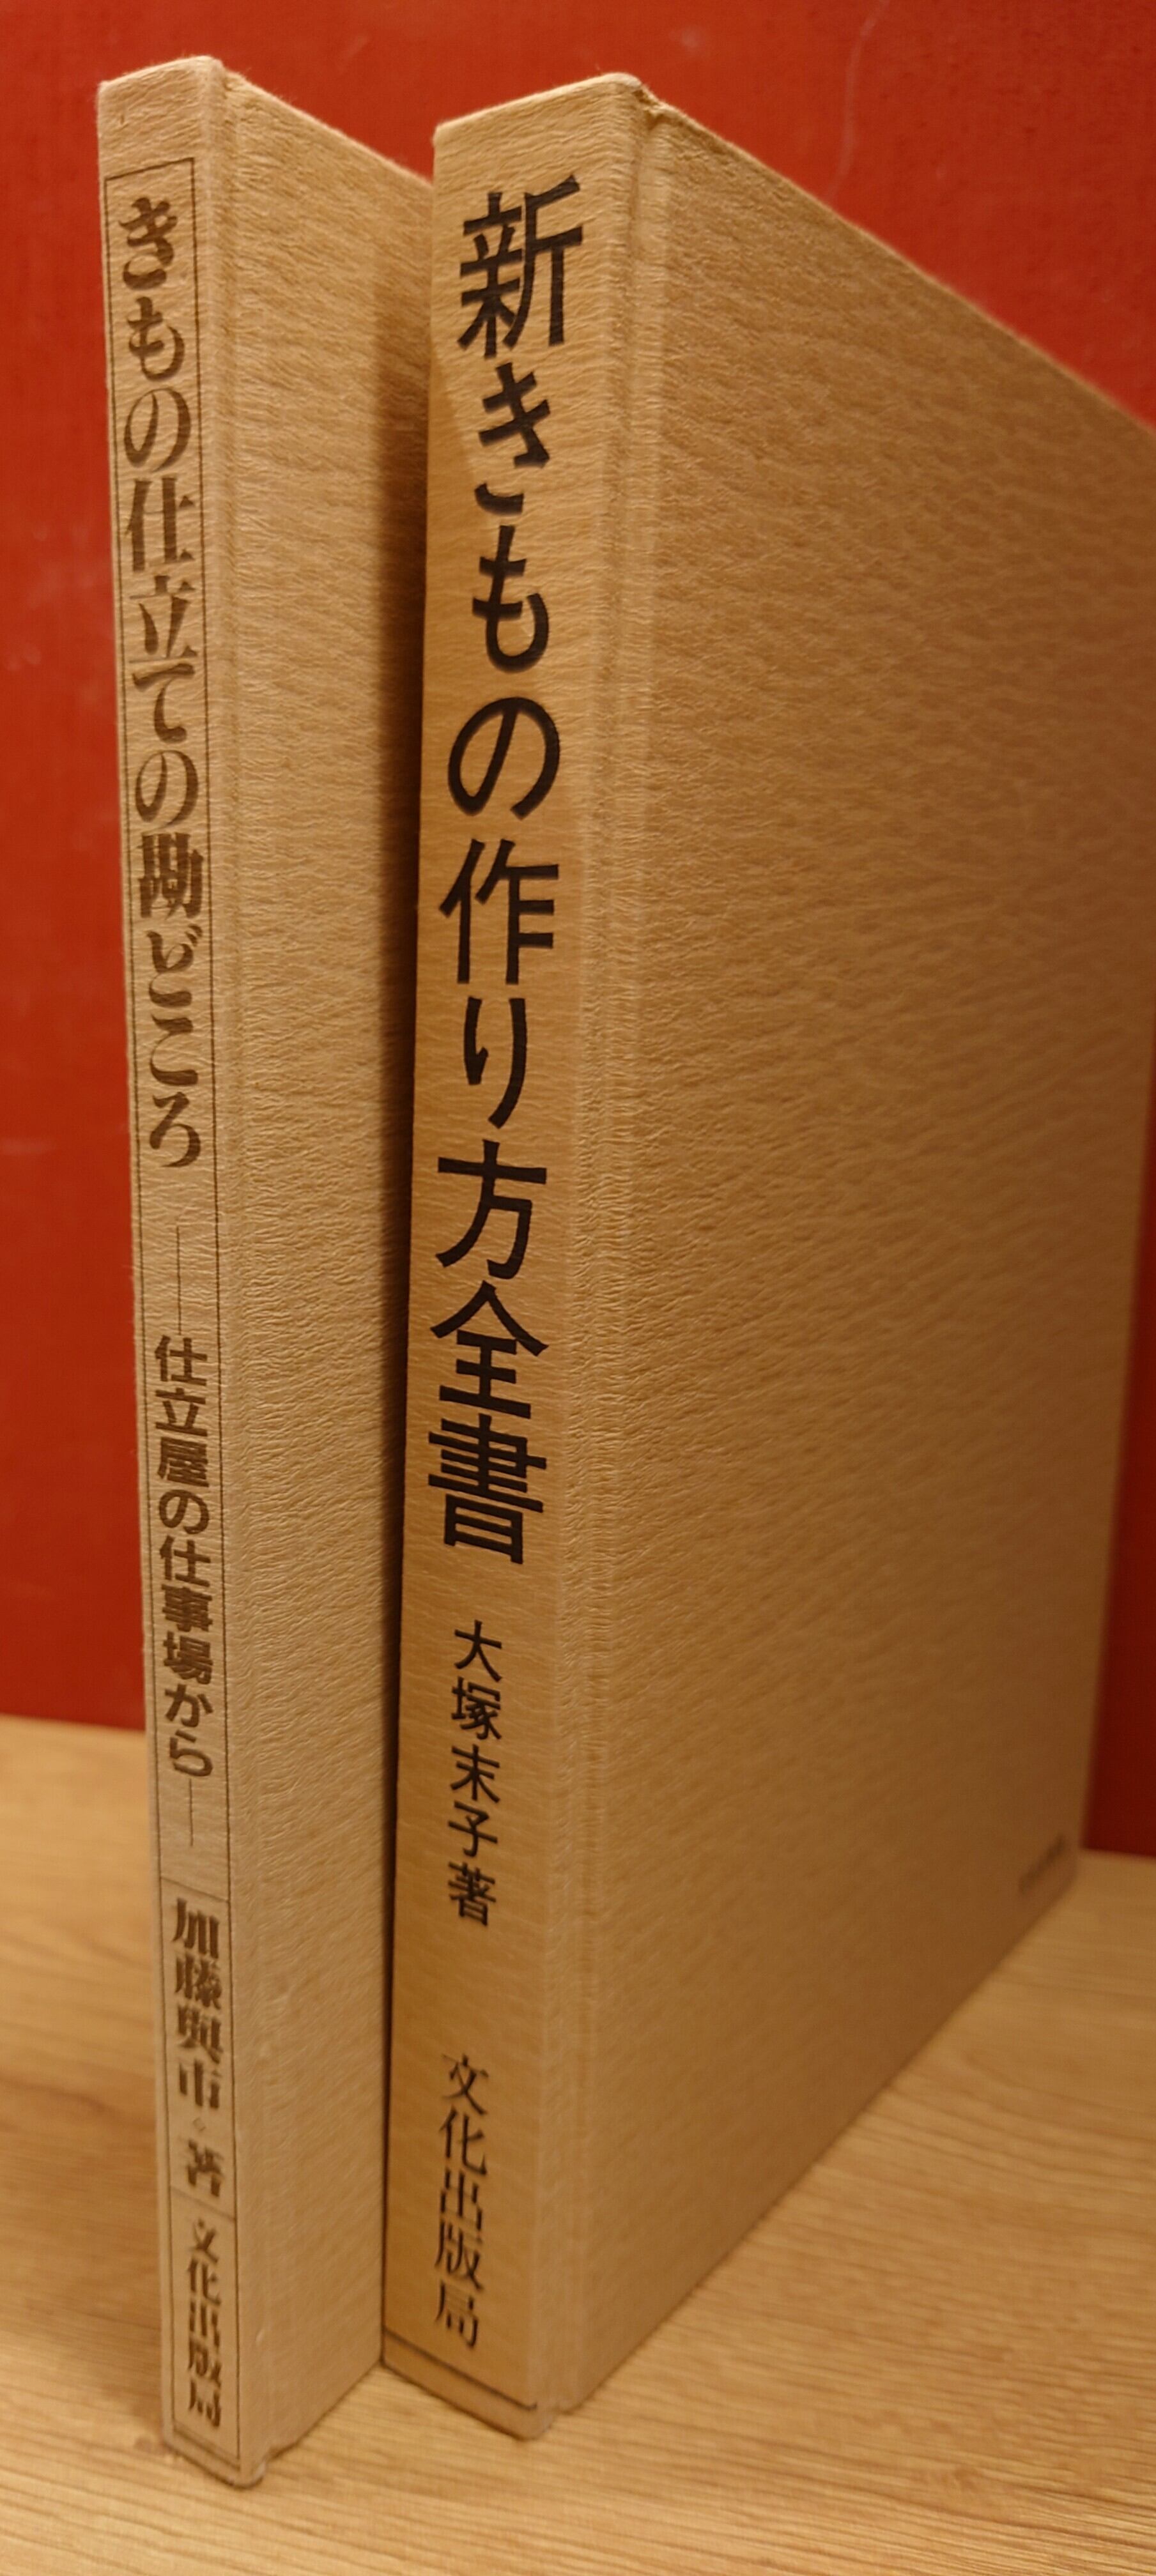 きもの仕立ての勘どころ
―仕立屋の仕事場から―
加藤與市◇著
文化出版局
新きもの作り方全書
大塚末子著
文化出版局